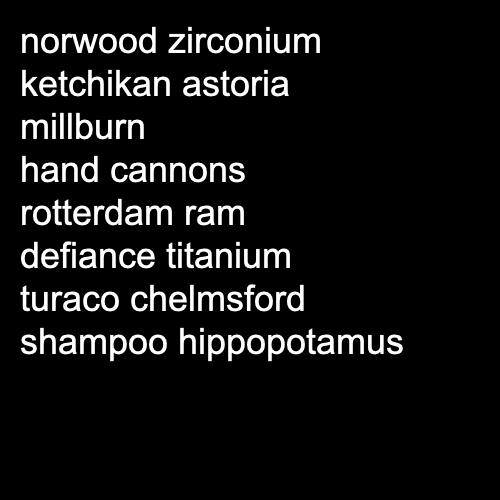 norwood zirconium
ketchikan astoria
millburn
hand cannons
rotterdam ram
defiance titanium
turaco chelmsford
shampoo hippopotamus